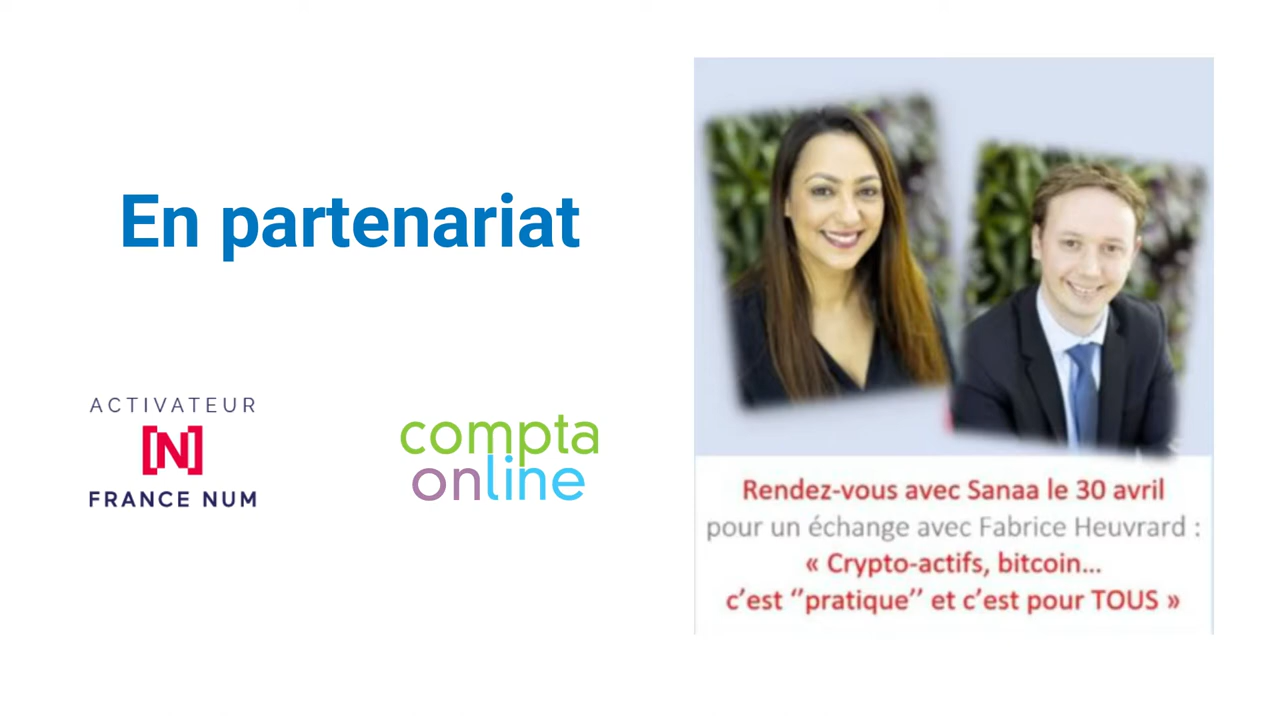 En partenariat
ACTIVATEUR
[N]
FRANCE NUM
compta
online
Rendez-vous avec Sanaa le 30 avril
pour un échange avec Fabrice Heuvrard :
« Crypto-actifs, bitcoin...
c’est ‘’pratique’’ et c’est pour TOUS »